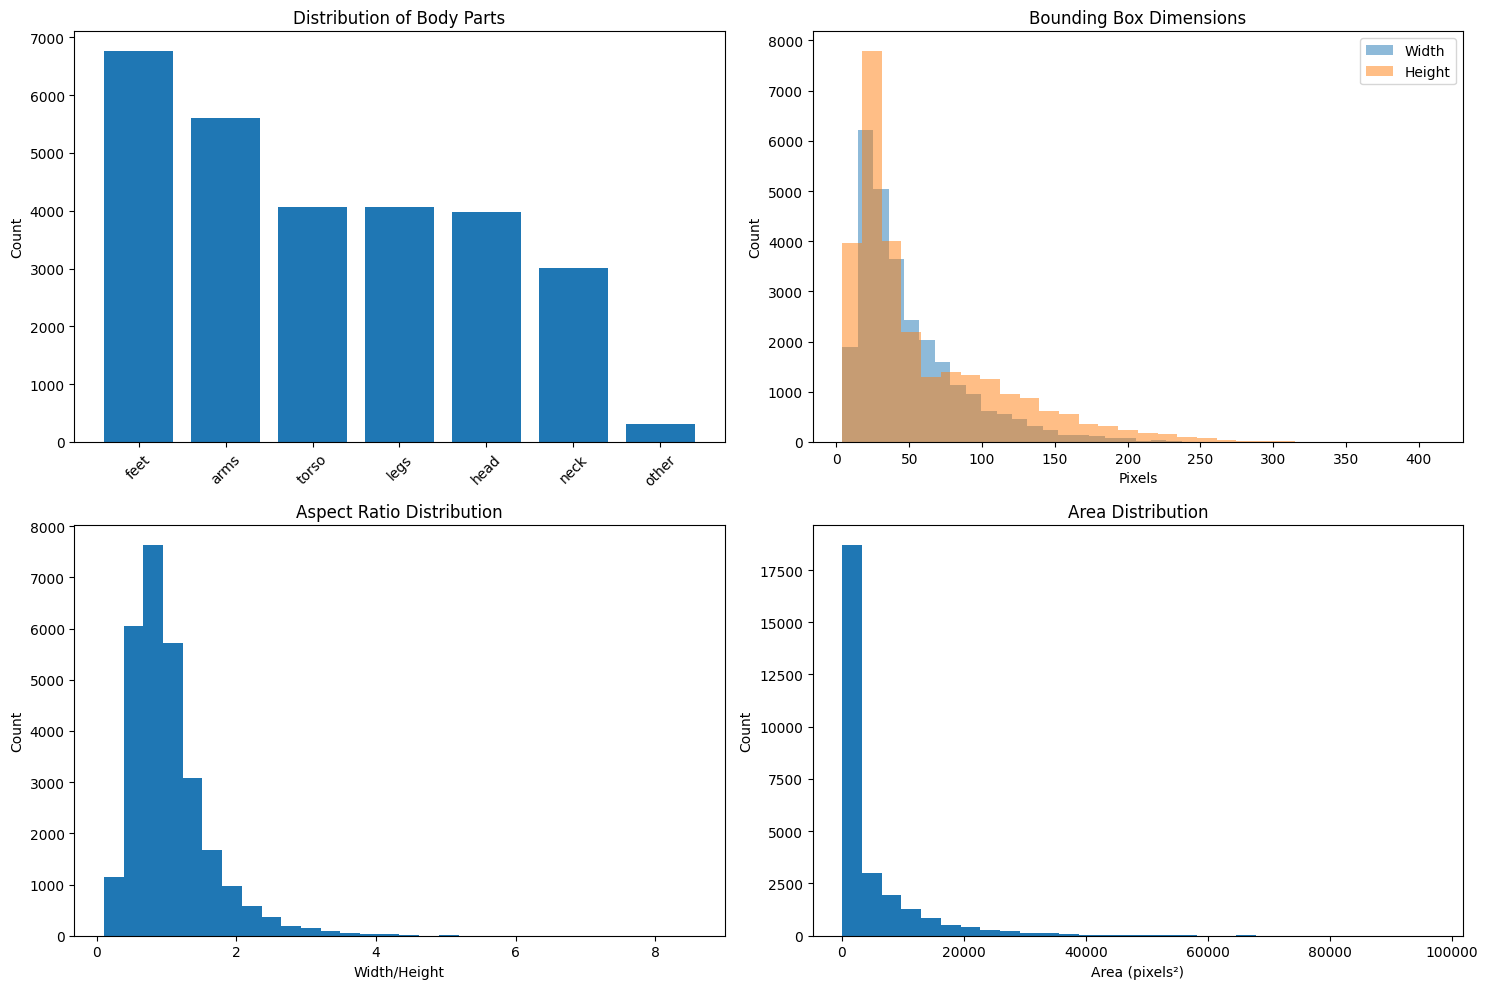 Distribution of Body Parts
7000
6000
5000
4000
3000
2000
1000
0
Count
feet
arms
torso
legs
head
neck
other
Bounding Box Dimensions
Width
Height
8000
7000
6000
5000
4000
3000
2000
1000
0
Count
0 50 100 150 200 250 300 350 400
Pixels
Aspect Ratio Distribution
8000
7000
6000
5000
4000
3000
2000
1000
0
Count
0 2 4 6 8
Width/Height
Area Distribution
17500
15000
12500
10000
7500
5000
2500
0
Count
0 20000 40000 60000 80000 100000
Area (pixels²)